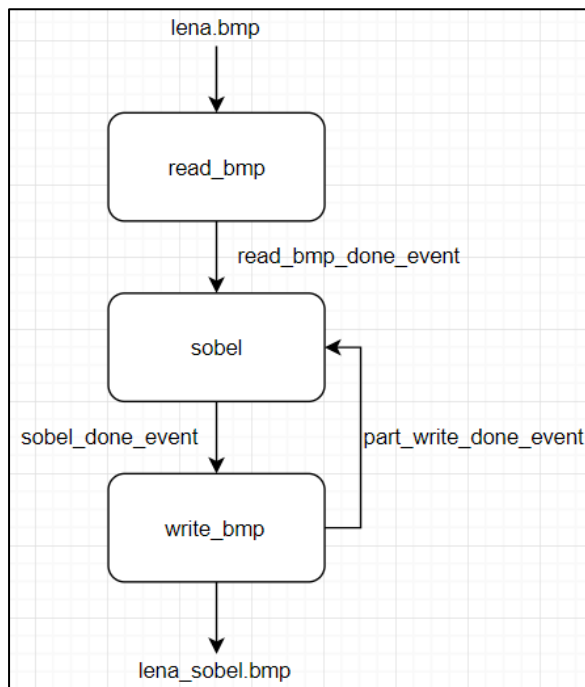 lena.bmp
read_bmp
read_bmp_done_event
sobel
sobel_done_event
part_write_done_event
write_bmp
lena_sobel.bmp